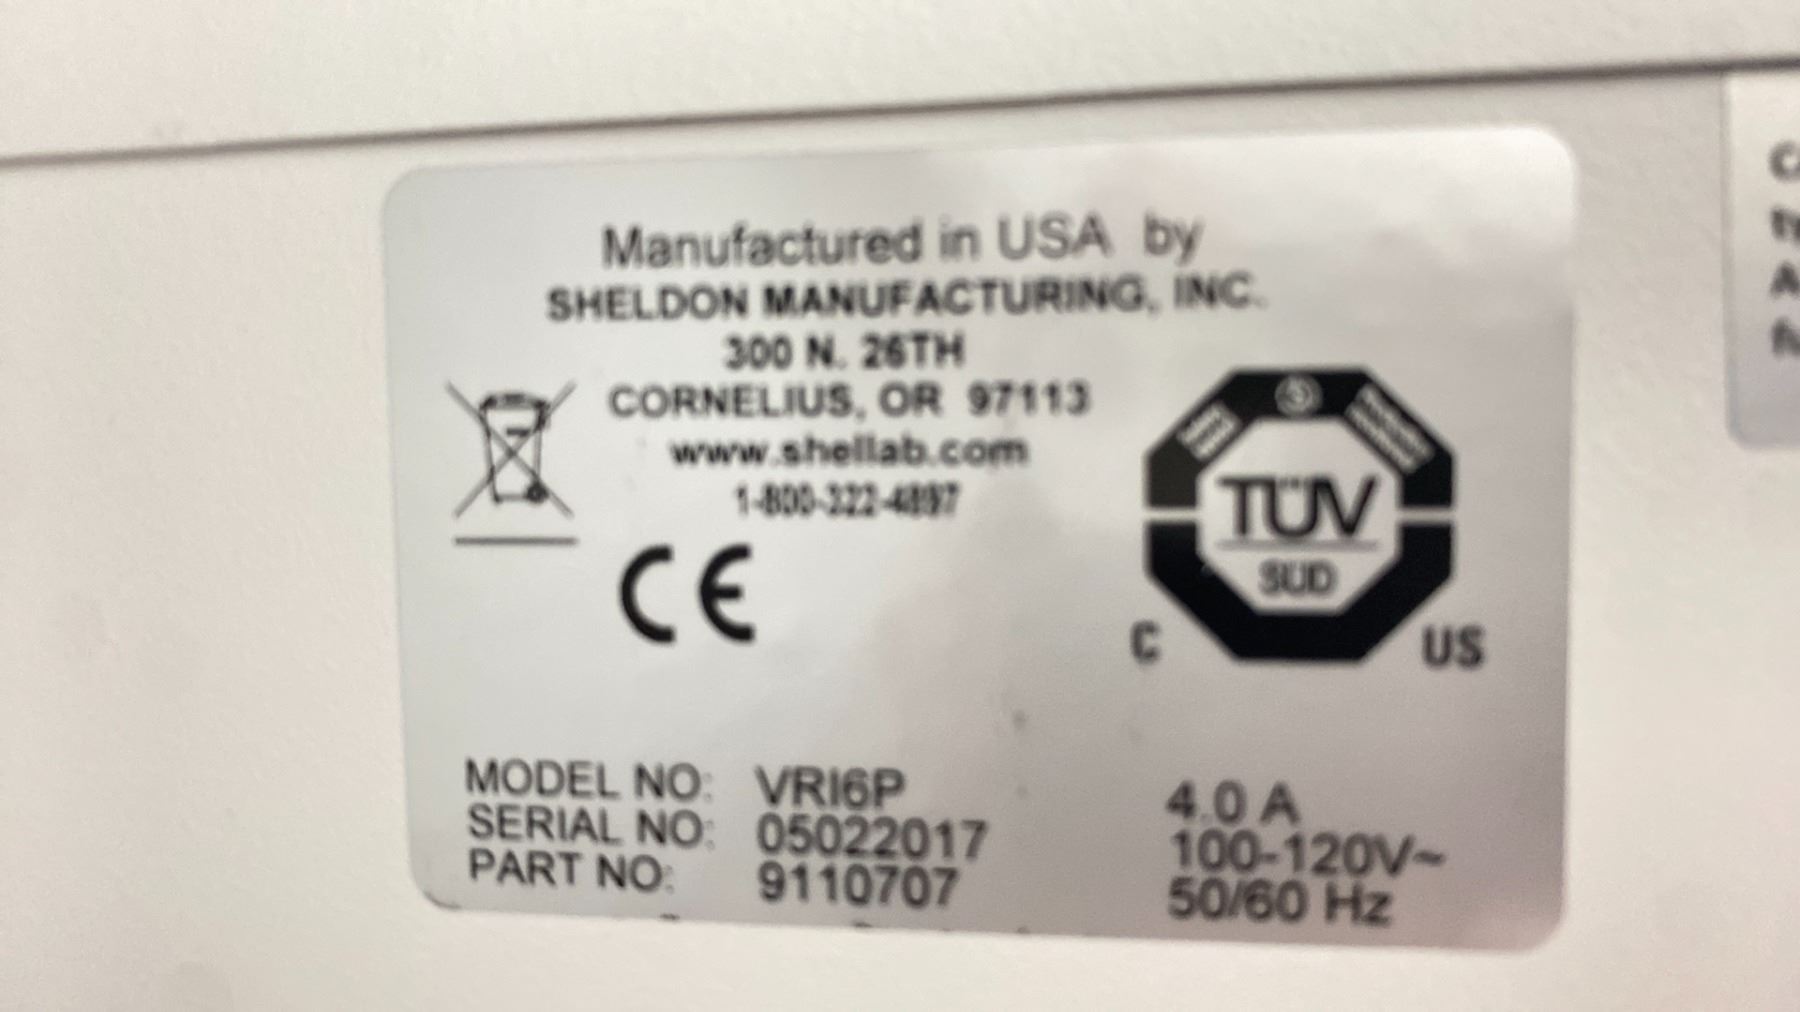 Manufactured in USA by
SHELDON MANUFACTURING, INC.
300 N. 26TH
CORNELIUS, OR 97113
www.shellab.com
1-800-322-4897
CE
TÜV
SÜD
C US
MODEL NO: VRI6P
SERIAL NO: 05022017
PART NO: 9110707
4.0 A
100-120V~
50/60 Hz